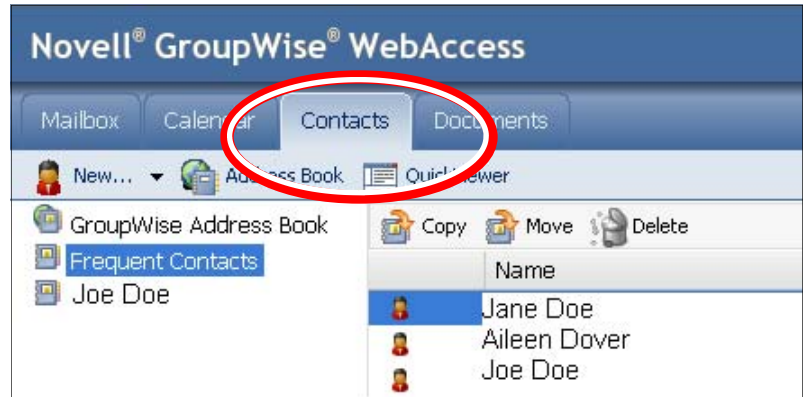 Novell® GroupWise® WebAccess
Mailbox Calendar Contacts Documents
New... Address Book QuickViewer
GroupWise Address Book
Frequent Contacts
Joe Doe
Copy Move Delete
Name
Jane Doe
Aileen Dover
Joe Doe